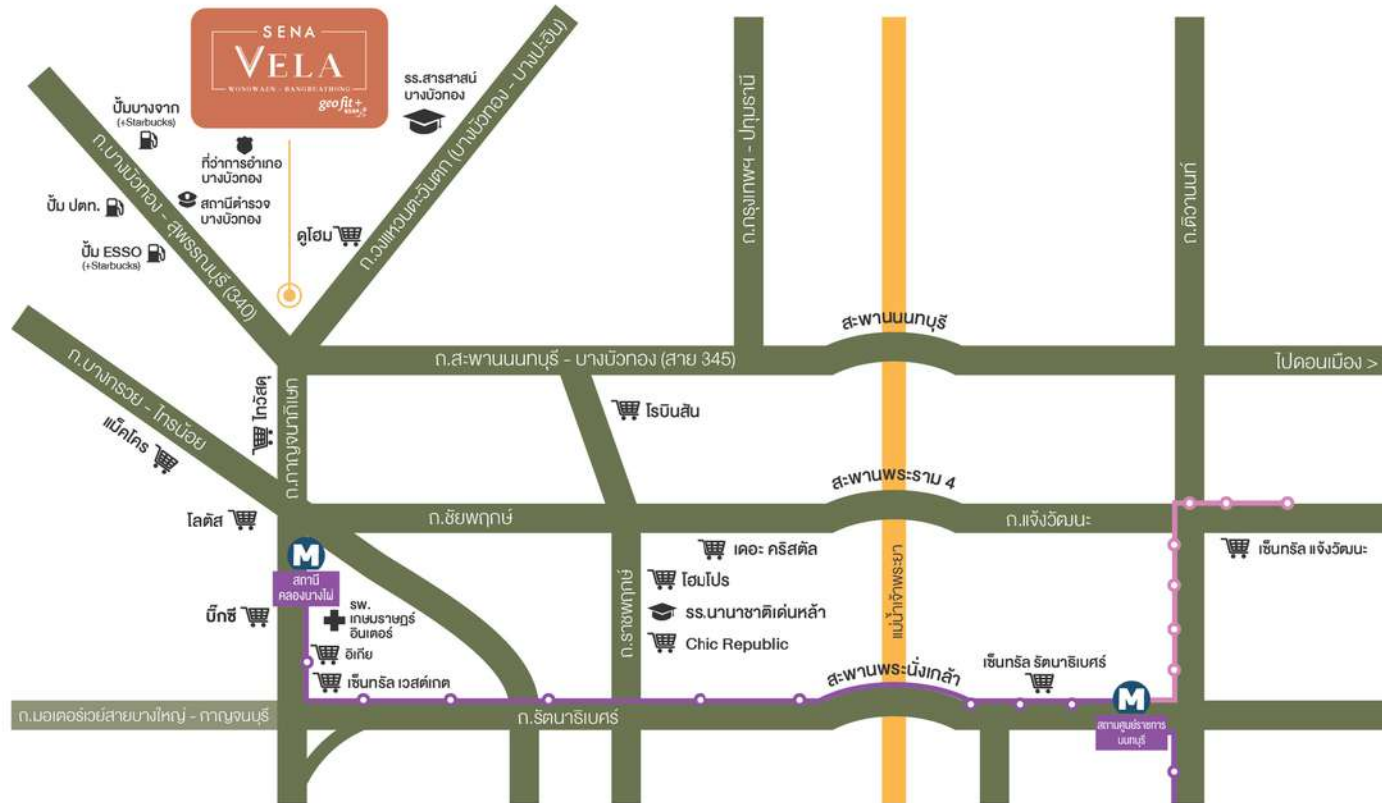 SENA
VELA
WONGWAEN - BANGBUATHONG
geo fit+
ปั้มบางจาก
(+Starbucks)
ถ.บางบัวทอง - สุพรรณบุรี (340)
ปั้ม ปตท.
ปั้ม ESSO
(+Starbucks)
ที่ว่าการอำเภอ
บางบัวทอง
สถานีตำรวจ
บางบัวทอง
ดูโฮม
รร.สารสาสน์
บางบัวทอง
ถ.วงแหวนตะวันตก (บางบัวทอง - บางปะอิน)
ถ.กรุงเทพฯ - ปทุมธานี
ถ.ติวานนท์
สะพานนนทบุรี
ถ.สะพานนนทบุรี - บางบัวทอง (สาย 345)
ไปดอนเมือง >
ถ.บางกรวย - ไทรน้อย
แม็คโคร
ไทวัสดุ
ถ.กาญจนาภิเษก
โรบินสัน
สะพานพระราม 4
โลตัส
ถ.ชัยพฤกษ์
ถ.แจ้งวัฒนะ
M
สถานี
คลองบางไผ่
บิ๊กซี
รพ.
เกษมราษฎร์
อินเตอร์
อิเกีย
เซ็นทรัล เวสต์เกต
ถ.ราชพฤกษ์
เดอะ คริสตัล
โฮมโปร
รร.นานาชาติเด่นหล้า
Chic Republic
แม่น้ำเจ้าพระยา
เซ็นทรัล แจ้งวัฒนะ
สะพานพระนั่งเกล้า
เซ็นทรัล รัตนาธิเบศร์
ถ.มอเตอร์เวย์สายบางใหญ่ - กาญจนบุรี
ถ.รัตนาธิเบศร์
M
สถานศูนย์ราชการ
นนทบุรี